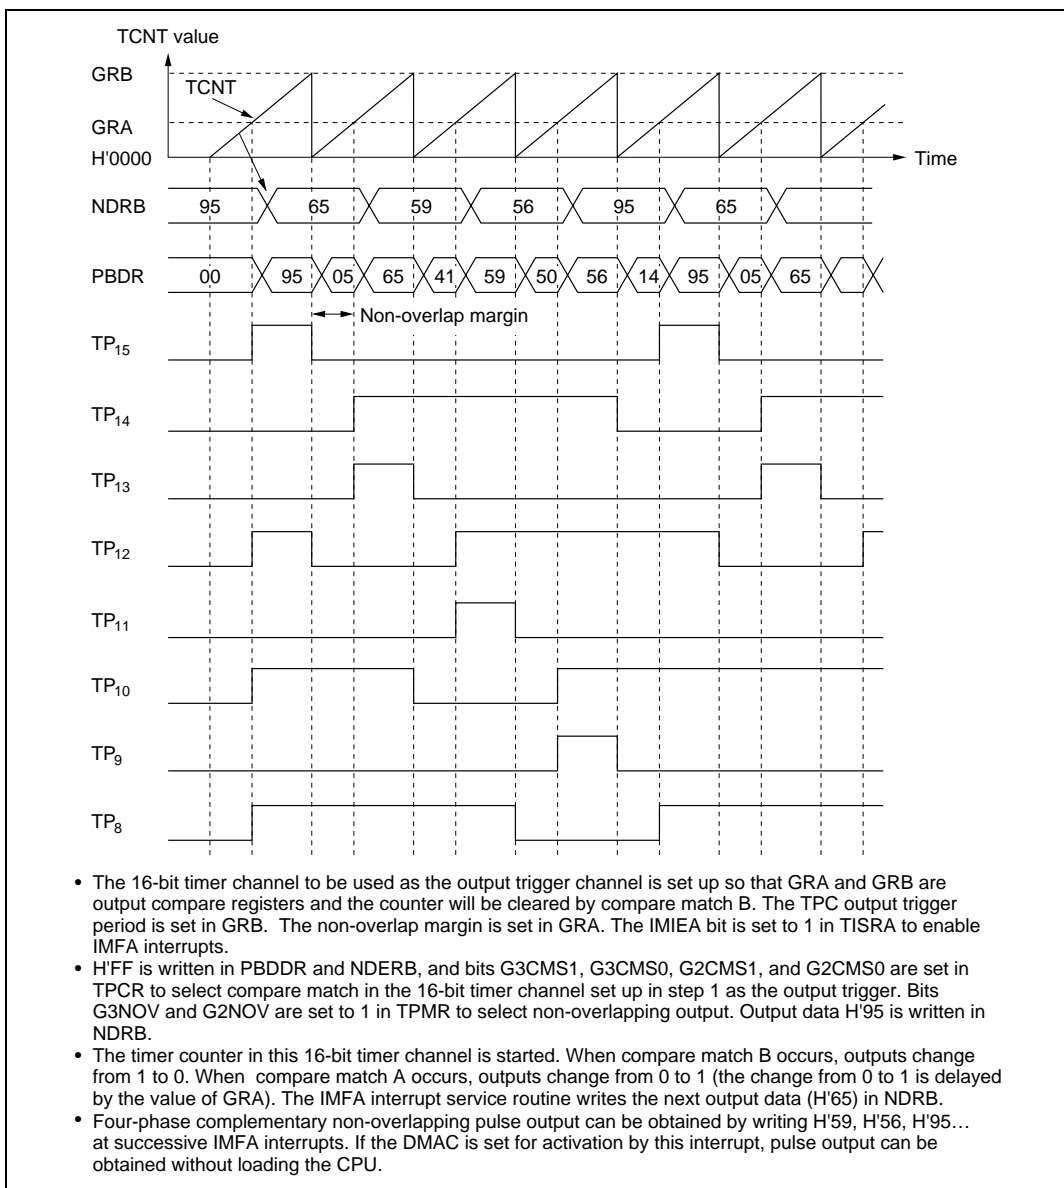 TCNT value
GRB
TCNT
GRA
H'0000
Time
NDRB 95 65 59 56 95 65
PBDR 00 95 05 65 41 59 50 56 14 95 05 65
Non-overlap margin
TP15
TP14
TP13
TP12
TP11
TP10
TP9
TP8
• The 16-bit timer channel to be used as the output trigger channel is set up so that GRA and GRB are
output compare registers and the counter will be cleared by compare match B. The TPC output trigger
period is set in GRB.  The non-overlap margin is set in GRA. The IMIEA bit is set to 1 in TISRA to enable
IMFA interrupts.
• H'FF is written in PBDDR and NDERB, and bits G3CMS1, G3CMS0, G2CMS1, and G2CMS0 are set in
TPCR to select compare match in the 16-bit timer channel set up in step 1 as the output trigger. Bits
G3NOV and G2NOV are set to 1 in TPMR to select non-overlapping output. Output data H'95 is written in
NDRB.
• The timer counter in this 16-bit timer channel is started. When compare match B occurs, outputs change
from 1 to 0. When  compare match A occurs, outputs change from 0 to 1 (the change from 0 to 1 is delayed
by the value of GRA). The IMFA interrupt service routine writes the next output data (H'65) in NDRB.
• Four-phase complementary non-overlapping pulse output can be obtained by writing H'59, H'56, H'95…
at successive IMFA interrupts. If the DMAC is set for activation by this interrupt, pulse output can be
obtained without loading the CPU.